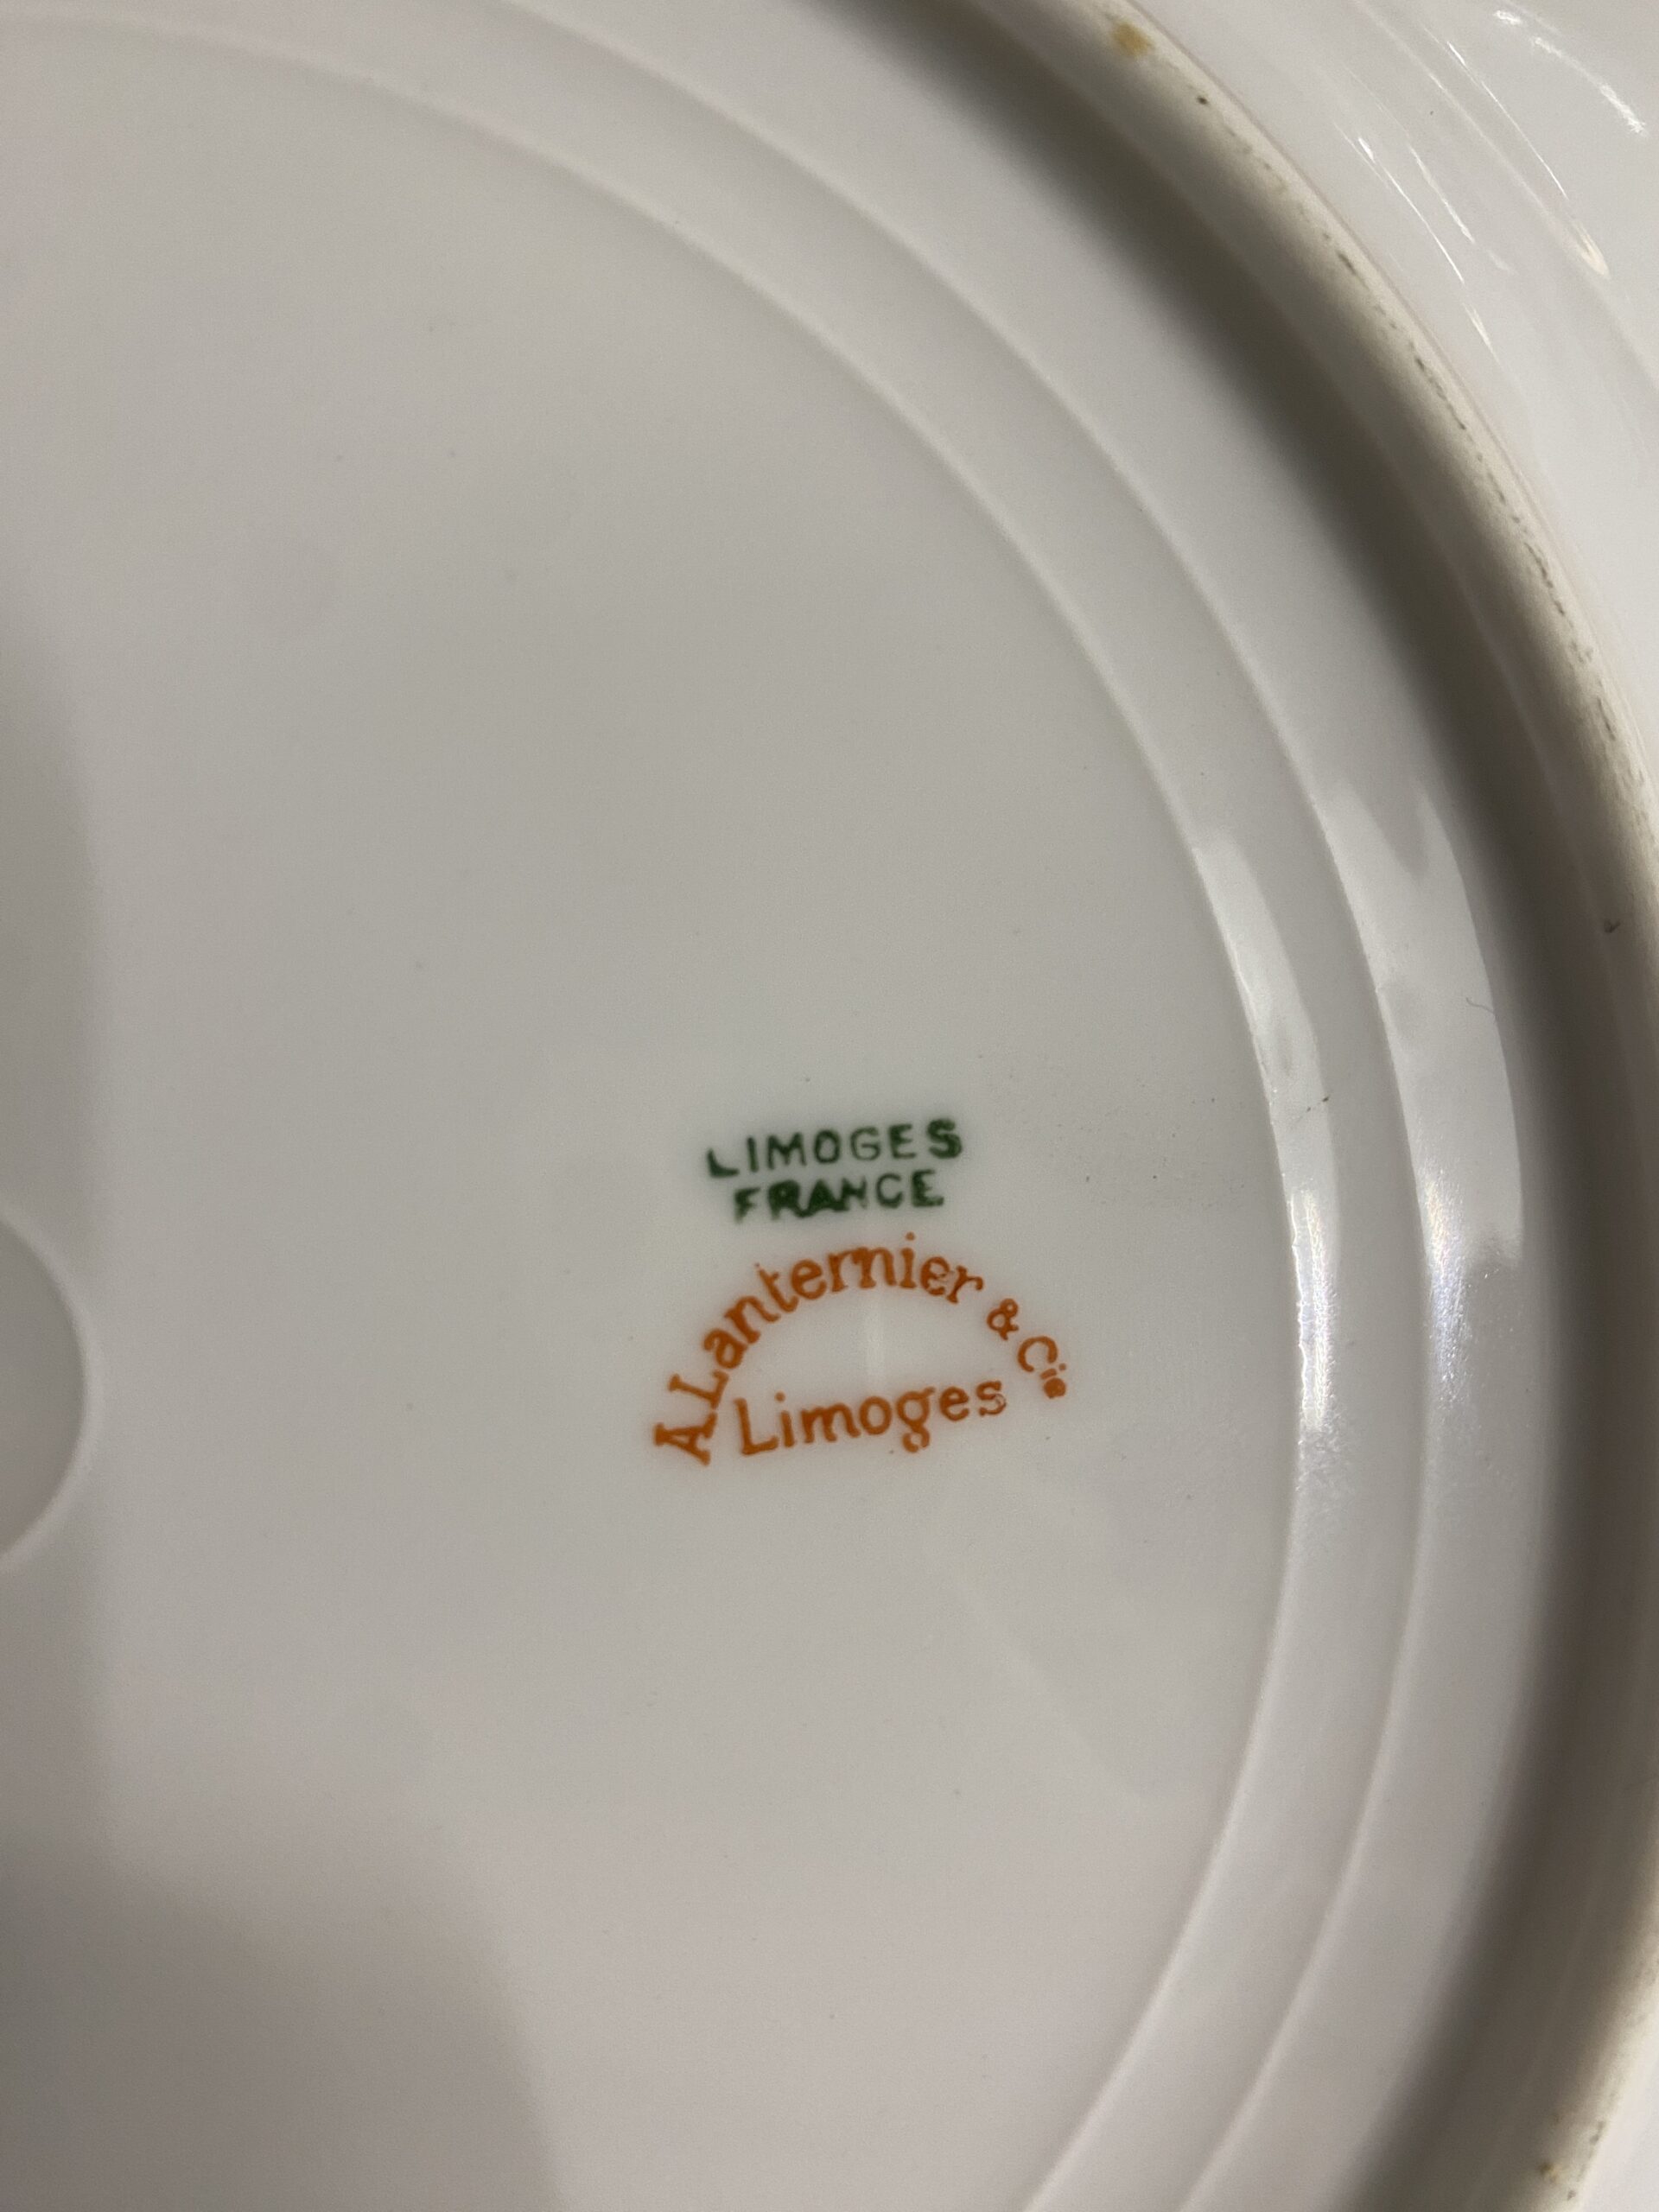 LIMOGES
FRANCE
A. Lanternier & Cie
Limoges